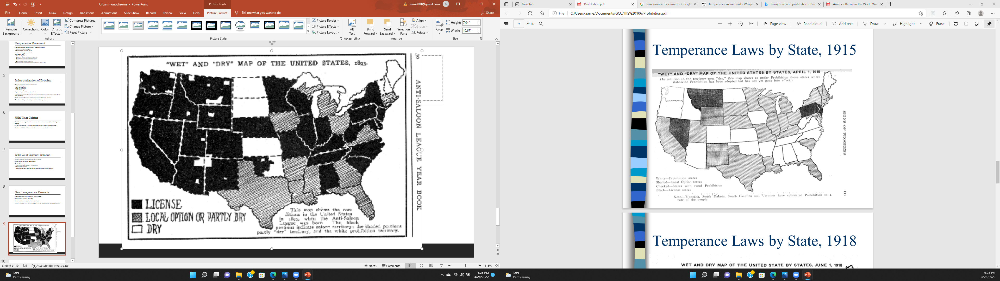 Urban monochrome - PowerPoint
Picture Tools
aarne001@gmail.com
A
File
Home
Insert
Draw
Design
Transitions
Animations
Slide Show
Record
Review
View
Help
Picture Format
Tell me what you want to do
Share
Remove Background
Corrections
Color
Artistic Effects
Compress Pictures
Change Picture
Reset Picture
Adjust
Picture Styles
Picture Border
Picture Effects
Picture Layout
Alt Text
Accessibility
Bring Forward
Send Backward
Selection Pane
Align
Group
Rotate
Arrange
Crop
Height: 7.04"
Width: 10.67"
Size
Temperance Movement
5
Industrialization of Brewing
6
Wild West Origins
7
Wild West Origins: Saloons
8
New Temperance Crusade
9
10
"WET" AND "DRY" MAP OF THE UNITED STATES, 1893.
36
ANTI-SALOON LEAGUE YEAR BOOK
LICENSE
LOCAL OPTION OR PARTLY DRY
DRY
This map shows the con-
ditions in the United States
in 1893, when the Anti-Saloon
League was born. The black
portions indicate saloon territory; the shaded portions
partly "dry" territory, and the white prohibition territory.
Slide 9 of 10
Accessibility: Investigate
Notes
Comments
113%
59°F
Partly sunny
6:28 PM
3/28/2022
1
New tab
Prohibition.pdf
temperance movement - Google
Temperance movement - Wikipe
henry ford and prohibition - Bing
America Between the World War
File
C:/Users/aarne/Documents/GCC/HIS%20106/Prohibition.pdf
9
of 14
Page view
Read aloud
Add text
Draw
Highlight
Erase
Temperance Laws by State, 1915
"WET" AND "DRY" MAP OF THE UNITED STATES BY STATES, APRIL 1, 1915
(In addition to the territory now "dry," this map shows as under Prohibition those states where
state-wide Prohibition has been adopted but has not yet gone into effect.)
SIGNS OF PROGRESS
111
White—Prohibition states
Shaded—Local Option states
Checked—States with rural Prohibition
Black—License states
Note.—Montana, South Dakota, South Carolina and Vermont have submitted Prohibition to a
vote of the people.
Temperance Laws by State, 1918
WET AND DRY MAP OF THE UNITED STATE BY STATES, JUNE 1, 1918
59°F
Partly sunny
6:28 PM
3/28/2022